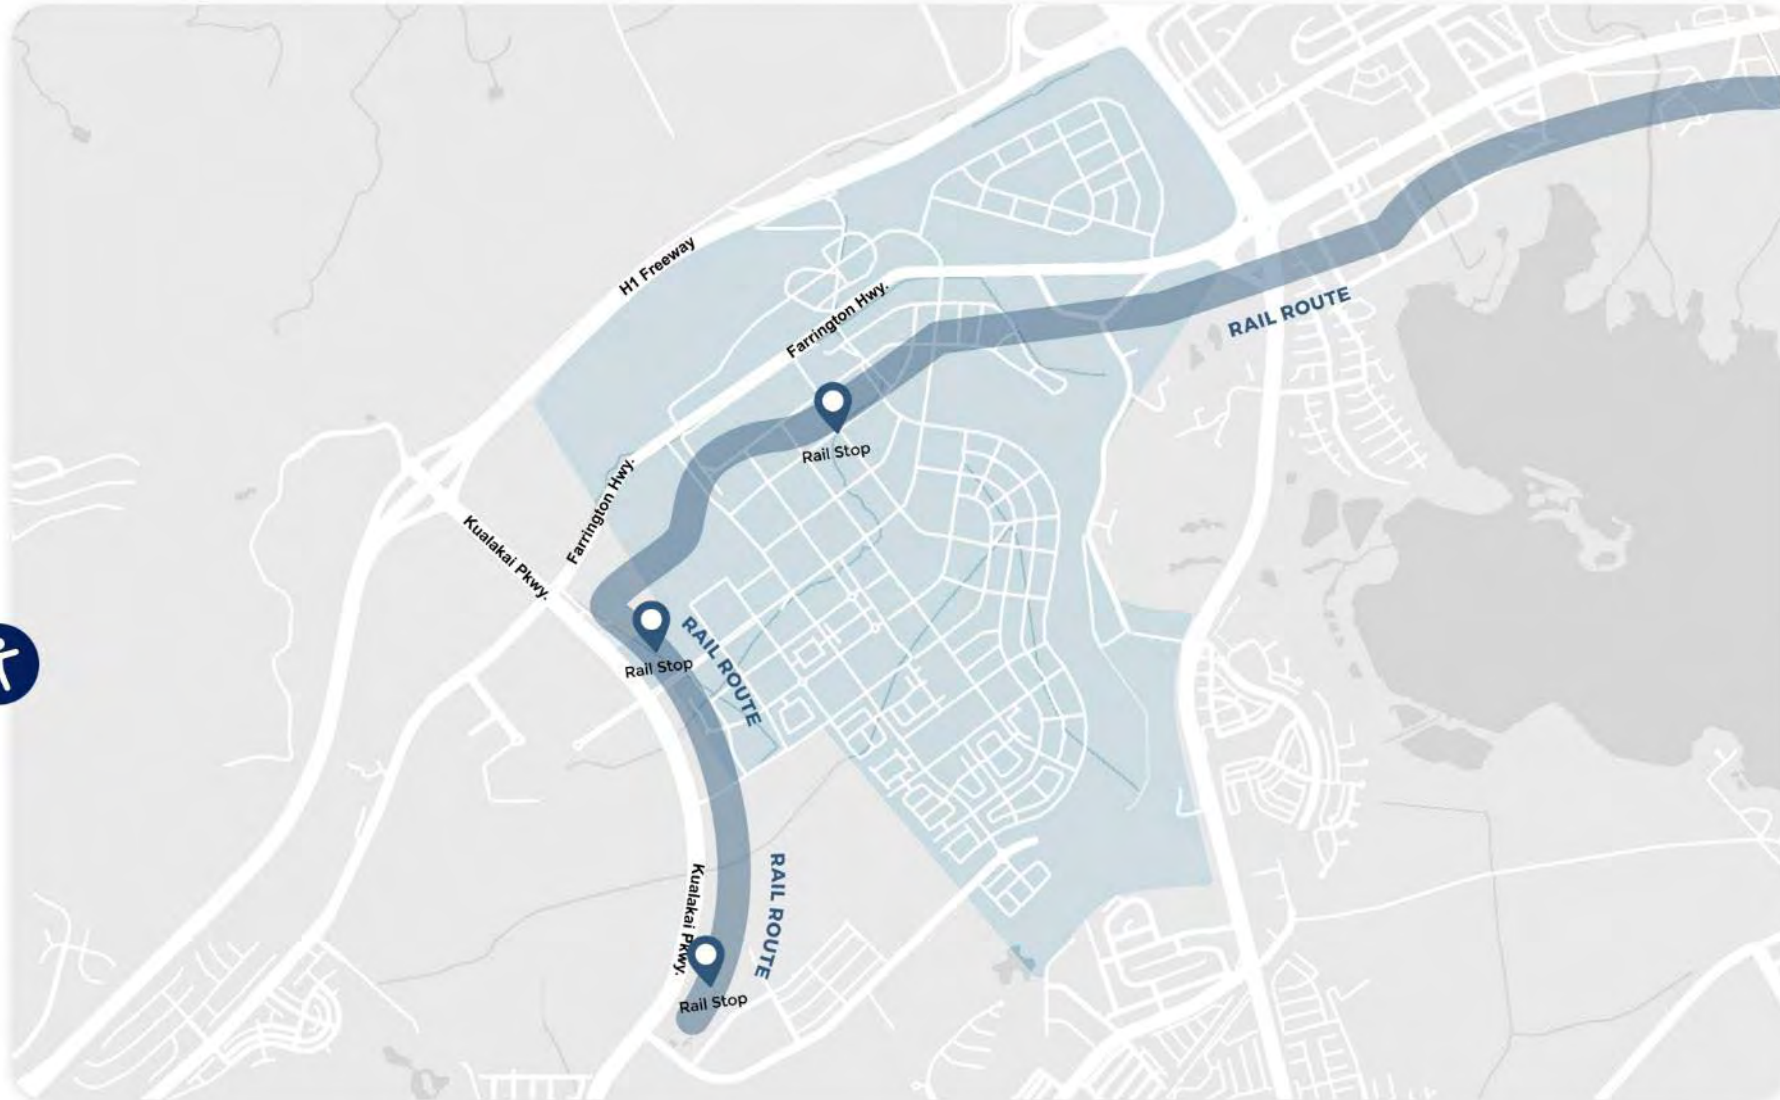 H1 Freeway
Farrington Hwy.
RAIL ROUTE
Rail Stop
Farrington Hwy.
Kualakai Pkwy.
Rail Stop
RAIL ROUTE
RAIL ROUTE
Kualakai Pkwy.
Rail Stop